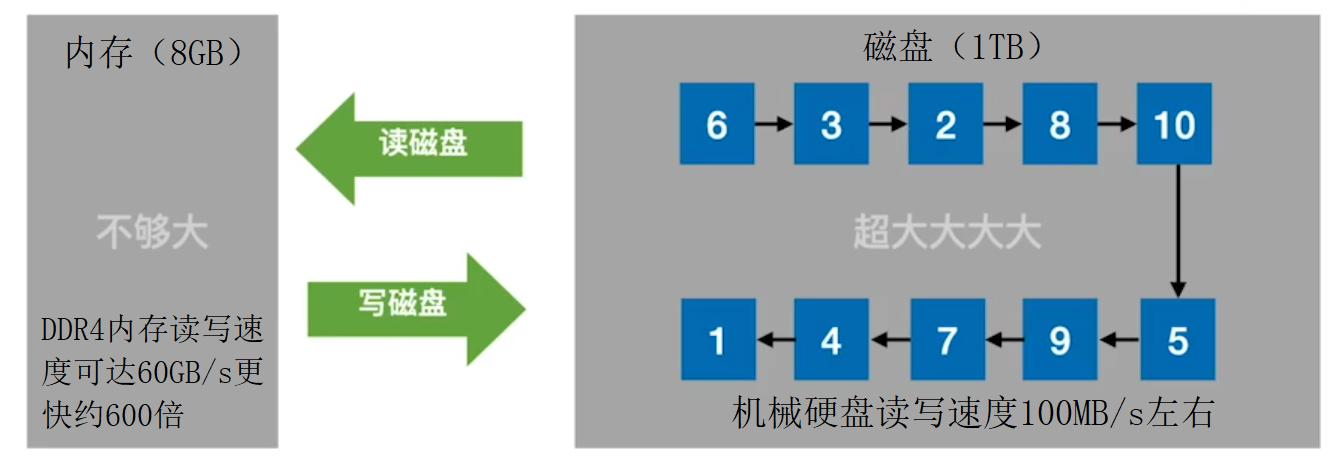 内存（8GB）
不够大
DDR4内存读写速
度可达60GB/s更
快约600倍
读磁盘
写磁盘
磁盘（1TB）
6 3 2 8 10
超大大大大
1 4 7 9 5
机械硬盘读写速度100MB/s左右